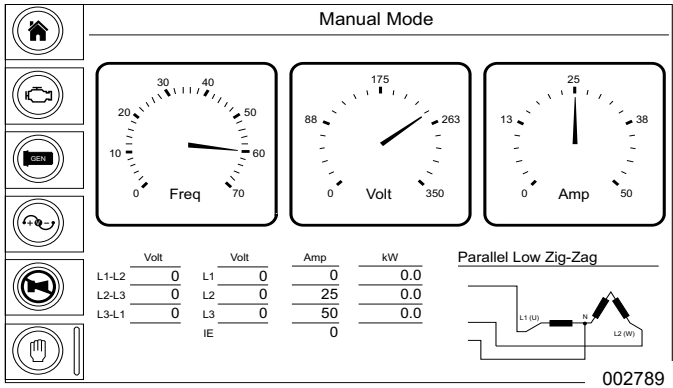 Manual Mode
0 10 20 30 40 50 60 70
Freq
0 88 175 263 350
Volt
0 13 25 38 50
Amp
GEN
V
Volt Volt Amp kW
L1-L2 0 L1 0 0 0.0
L2-L3 0 L2 0 25 0.0
L3-L1 0 L3 0 50 0.0
IE 0
Parallel Low Zig-Zag
L1 (U) N L2 (W)
002789